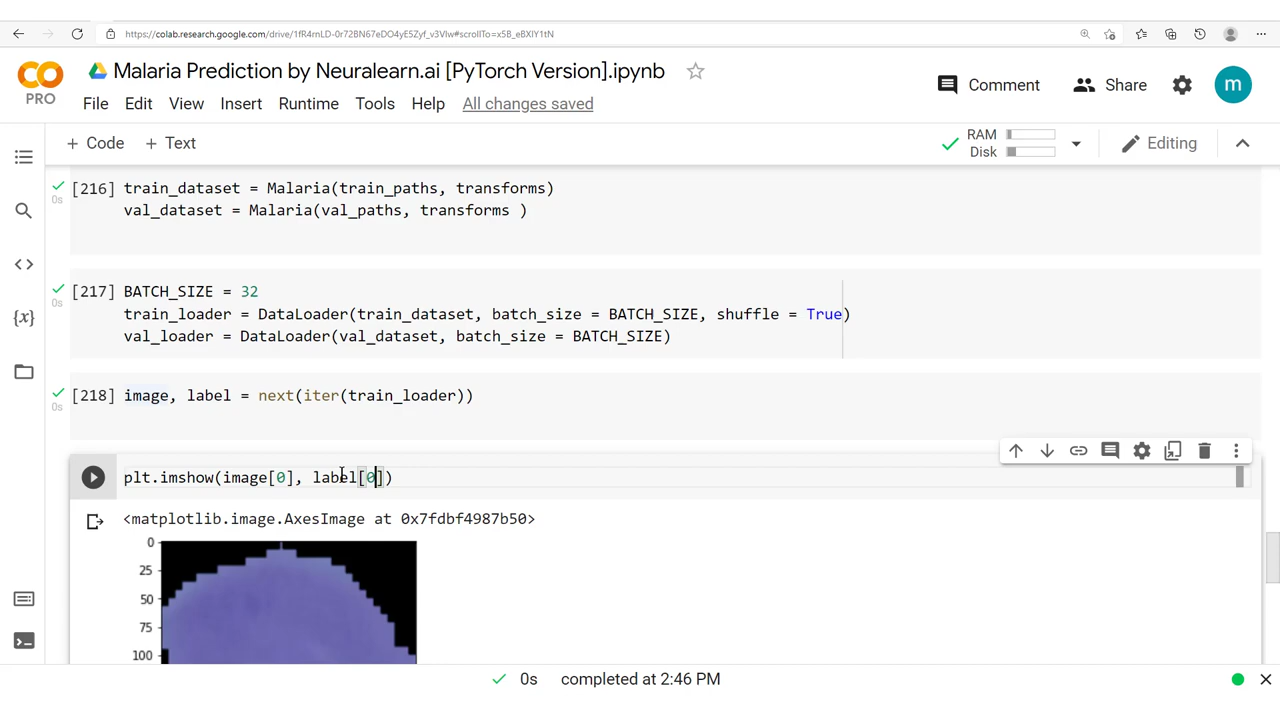 https://colab.research.google.com/drive/1fR4rnLD-0r72BN67eDO4yE5Zyf_v3Vlw#scrollTo=x5B_eBXlY1tN
Malaria Prediction by Neuralearn.ai [PyTorch Version].ipynb
CO
PRO
File Edit View Insert Runtime Tools Help All changes saved
Comment
Share
m
+ Code + Text
RAM
Disk
Editing
[216] train_dataset = Malaria(train_paths, transforms)
0s
val_dataset = Malaria(val_paths, transforms )
[217] BATCH_SIZE = 32
0s
train_loader = DataLoader(train_dataset, batch_size = BATCH_SIZE, shuffle = True)
val_loader = DataLoader(val_dataset, batch_size = BATCH_SIZE)
[218] image, label = next(iter(train_loader))
0s
{x}
plt.imshow(image[0], label[0])
<matplotlib.image.AxesImage at 0x7fdbf4987b50>
0
25
50
75
100
0s completed at 2:46 PM